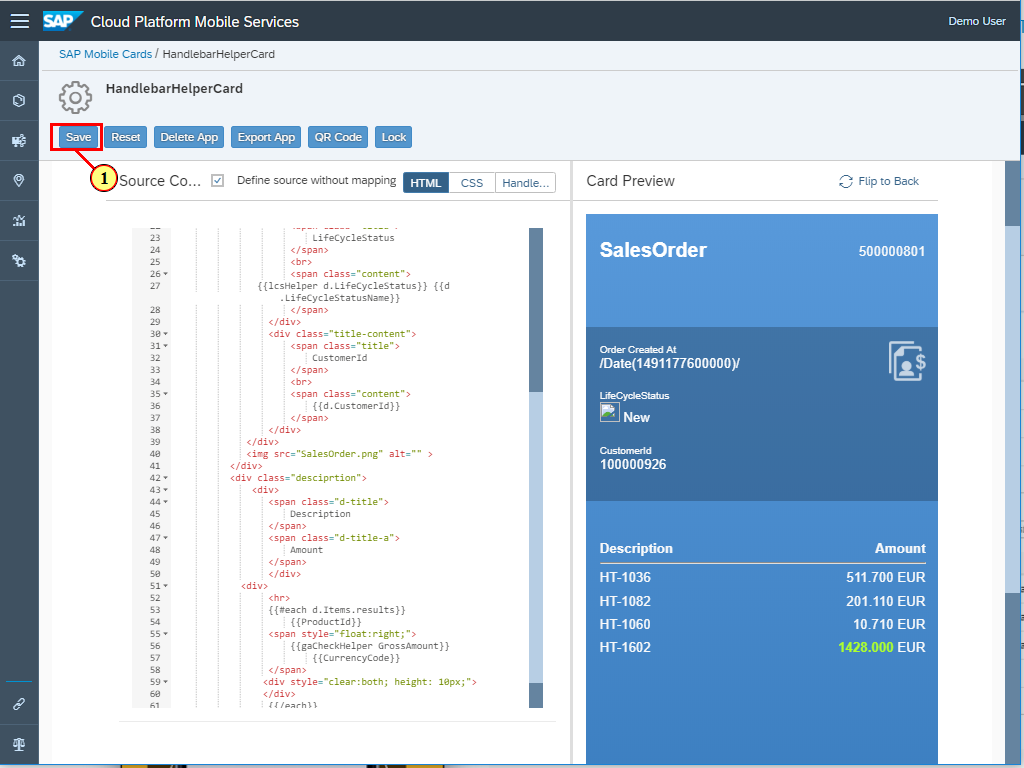 SAP Cloud Platform Mobile Services
Demo User
SAP Mobile Cards / HandlebarHelperCard
HandlebarHelperCard
Save Reset Delete App Export App QR Code Lock
1
Source Co... Define source without mapping HTML CSS Handle...
Card Preview Flip to Back
23 LifeCycleStatus
24 </span>
25 <br>
26 <span class="content">
27 {{lcsHelper d.LifeCycleStatus}} {{d
.LifeCycleStatusName}}
28 </span>
29 </div>
30 <div class="title-content">
31 <span class="title">
32 CustomerId
33 </span>
34 <br>
35 <span class="content">
36 {{d.CustomerId}}
37 </span>
38 </div>
39 </div>
40 <img src="SalesOrder.png" alt="" >
41 </div>
42 <div class="desciprtion">
43 <div>
44 <span class="d-title">
45 Description
46 </span>
47 <span class="d-title-a">
48 Amount
49 </span>
50 </div>
51 <div>
52 <hr>
53 {{#each d.Items.results}}
54 {{ProductId}}
55 <span style="float:right;">
56 {{gaCheckHelper GrossAmount}}
57 {{CurrencyCode}}
58 </span>
59 <div style="clear:both; height: 10px;">
60 </div>
61 {{/each}}
SalesOrder 500000801
Order Created At
/Date(1491177600000)/
LifeCycleStatus
New
CustomerId
100000926
Description Amount
HT-1036 511.700 EUR
HT-1082 201.110 EUR
HT-1060 10.710 EUR
HT-1602 1428.000 EUR